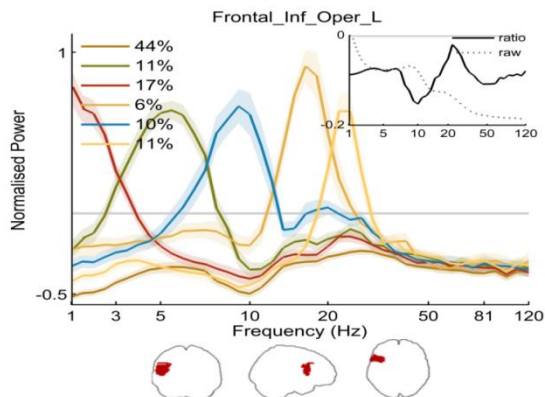 Frontal_Inf_Oper_L
1
44%
11%
17%
6%
10%
11%
-0.5
Normalised Power
1 3 5 10 20 50 81 120
Frequency (Hz)
0
-0.2
ratio
raw
1 5 10 20 50 120